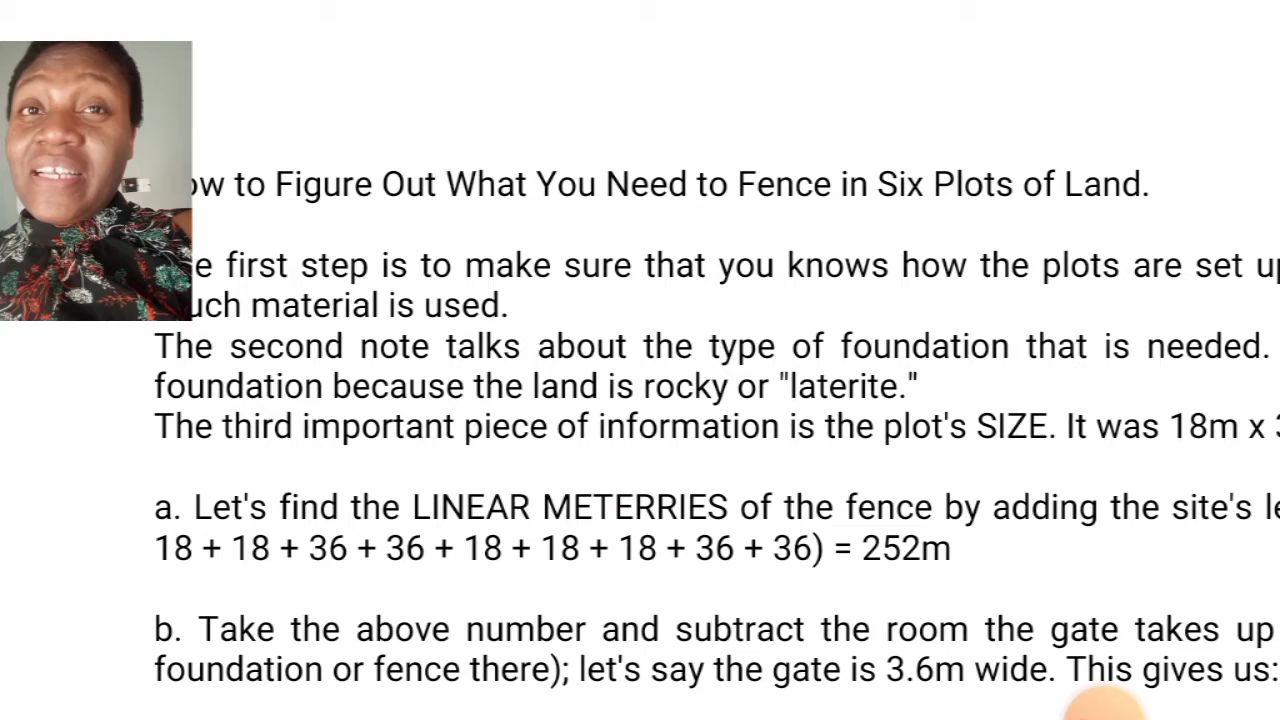 ow to Figure Out What You Need to Fence in Six Plots of Land.
e first step is to make sure that you knows how the plots are set up
uch material is used.
The second note talks about the type of foundation that is needed.
foundation because the land is rocky or "laterite."
The third important piece of information is the plot's SIZE. It was 18m x
a. Let's find the LINEAR METERRIES of the fence by adding the site's le
18 + 18 + 36 + 36 + 18 + 18 + 18 + 36 + 36) = 252m
b. Take the above number and subtract the room the gate takes up
foundation or fence there); let's say the gate is 3.6m wide. This gives us: